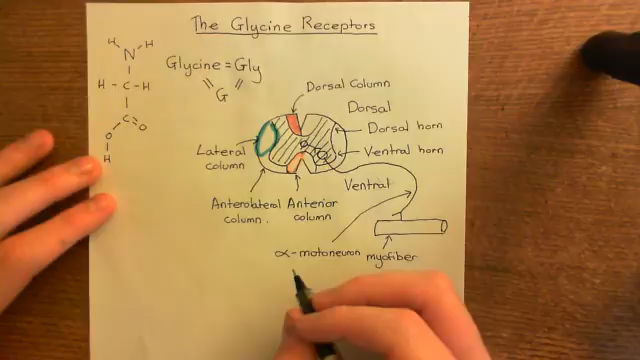 The Glycine Receptors
H H
N
H - C - H
C
O
O
H
Glycine = Gly
G
Dorsal Column
Dorsal
Dorsal horn
Ventral horn
Lateral
column
Ventral
Anterolateral
column.
Anterior
column
α-motoneuron
myofiber